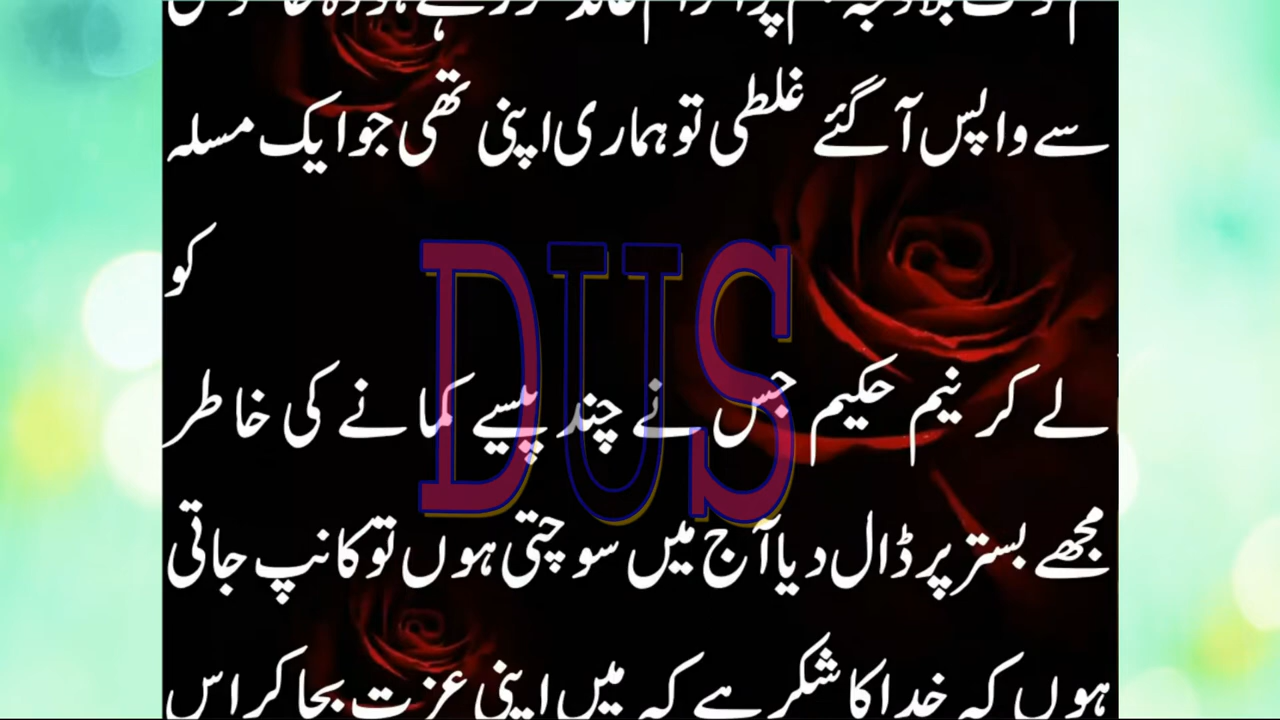 سے واپس آگئے غلطی تو ہماری اپنی تھی جو ایک مسلہ
کو
لے کر نیم حکیم جس نے چند پیسے کمانے کی خاطر
DUS
مجھے بستر پر ڈال دیا آج میں سوچتی ہوں تو کانپ جاتی
ہوں کہ خدا کا شکر ہے کہ میں اپنی عزت بچا کر اس